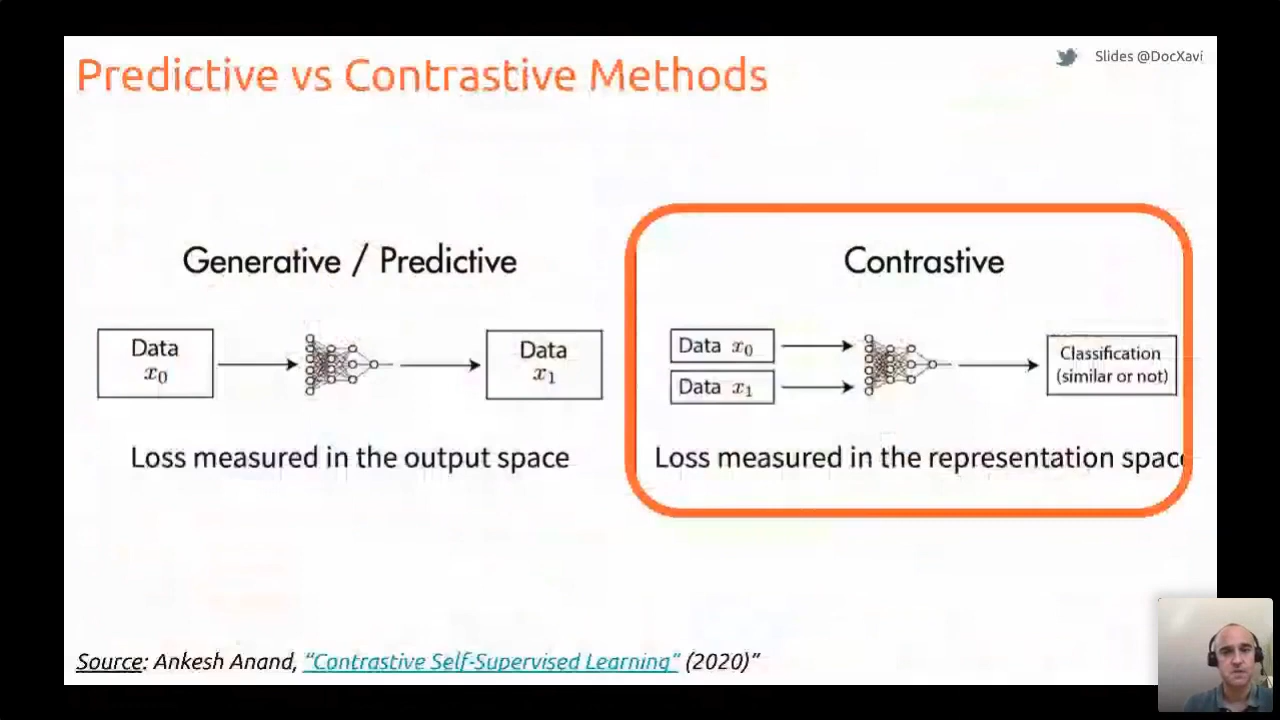 Predictive vs Contrastive Methods
Slides @DocXavi
Generative / Predictive
Data
x0
Data
x1
Loss measured in the output space
Contrastive
Data x0
Data x1
Classification
(similar or not)
Loss measured in the representation space
Source: Ankesh Anand, “Contrastive Self-Supervised Learning” (2020)”